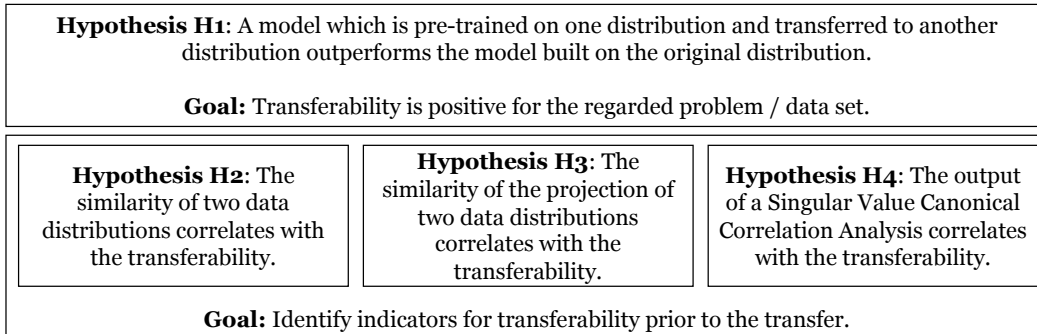 Hypothesis H1: A model which is pre-trained on one distribution and transferred to another
distribution outperforms the model built on the original distribution.
Goal: Transferability is positive for the regarded problem / data set.
Hypothesis H2: The
similarity of two data
distributions correlates with
the transferability.
Hypothesis H3: The
similarity of the projection of
two data distributions
correlates with the
transferability.
Hypothesis H4: The output
of a Singular Value Canonical
Correlation Analysis correlates
with the transferability.
Goal: Identify indicators for transferability prior to the transfer.